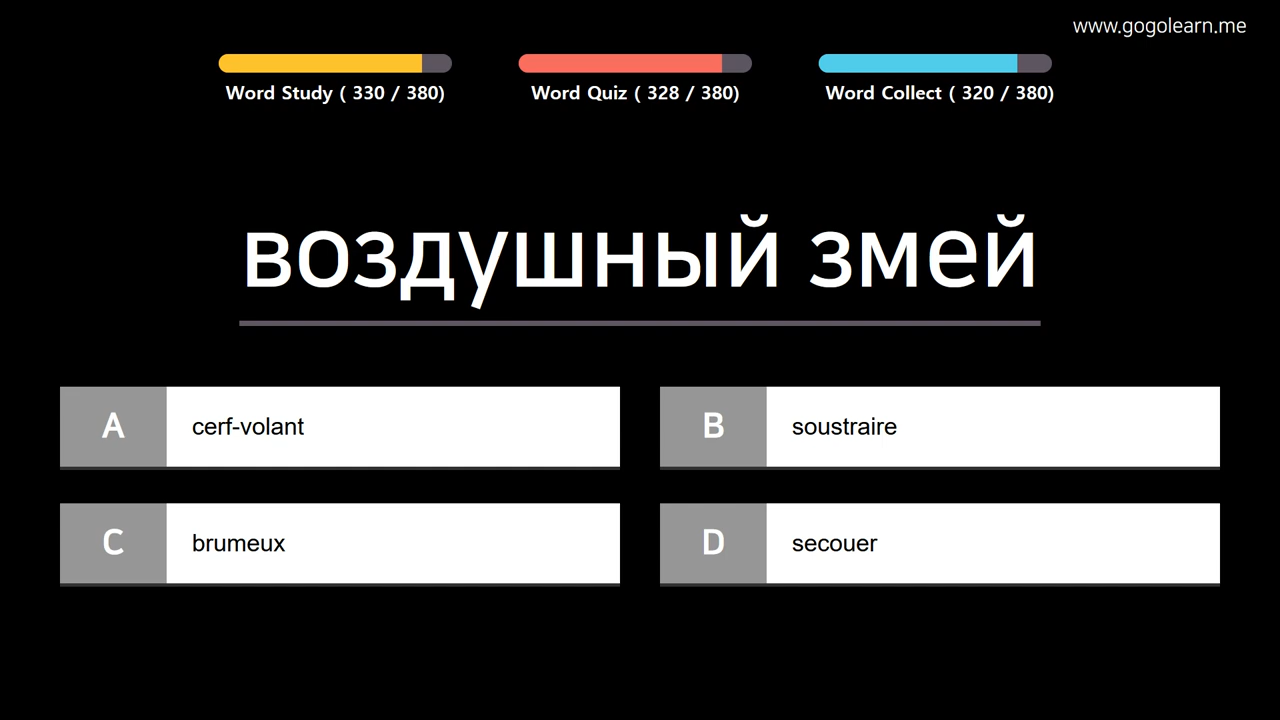 www.gogolearn.me
Word Study ( 330 / 380)
Word Quiz ( 328 / 380)
Word Collect ( 320 / 380)
воздушный змей
A cerf-volant
B soustraire
C brumeux
D secouer